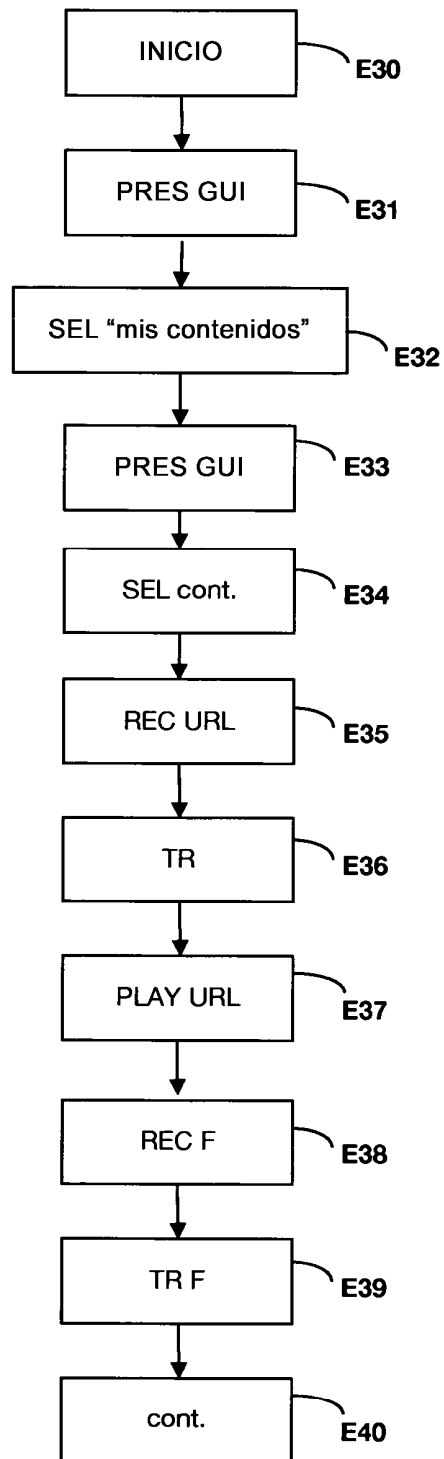 INICIO
E30
PRES GUI
E31
SEL “mis contenidos”
E32
PRES GUI
E33
SEL cont.
E34
REC URL
E35
TR
E36
PLAY URL
E37
REC F
E38
TR F
E39
cont.
E40